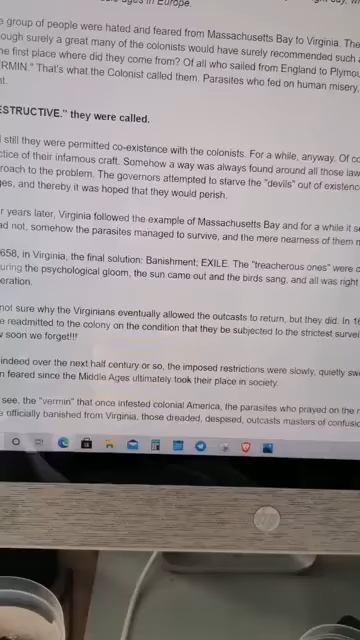 ages in Europe.
e group of people were hated and feared from Massachusetts Bay to Virginia. The
ough surely a great many of the colonists would have surely recommended such a
he first place where did they come from? Of all who sailed from England to Plymou
ERMIN." That's what the Colonist called them. Parasites who fed on human misery,
nt.
ESTRUCTIVE." they were called.
d still they were permitted co-existence with the colonists. For a while, anyway. Of co
ctice of their infamous craft. Somehow a way was always found around all those law
roach to the problem. The governors attempted to starve the "devils" out of existenc
ges, and thereby it was hoped that they would perish.
r years later, Virginia followed the example of Massachusetts Bay and for a while it s
ad not, somehow the parasites managed to survive, and the mere nearness of them m
658, in Virginia, the final solution: Banishment; EXILE. The "treacherous ones" were c
uring the psychological gloom, the sun came out and the birds sang, and all was right
eration.
not sure why the Virginians eventually allowed the outcasts to return, but they did. In 16
e readmitted to the colony on the condition that they be subjected to the strictest survei
w soon we forget!!!
indeed over the next half century or so, the imposed restrictions were slowly, quietly swe
n feared since the Middle Ages ultimately took their place in society.
see, the "vermin" that once infested colonial America, the parasites who prayed on the m
e officially banished from Virginia, those dreaded, despised, outcasts masters of confusio
hp